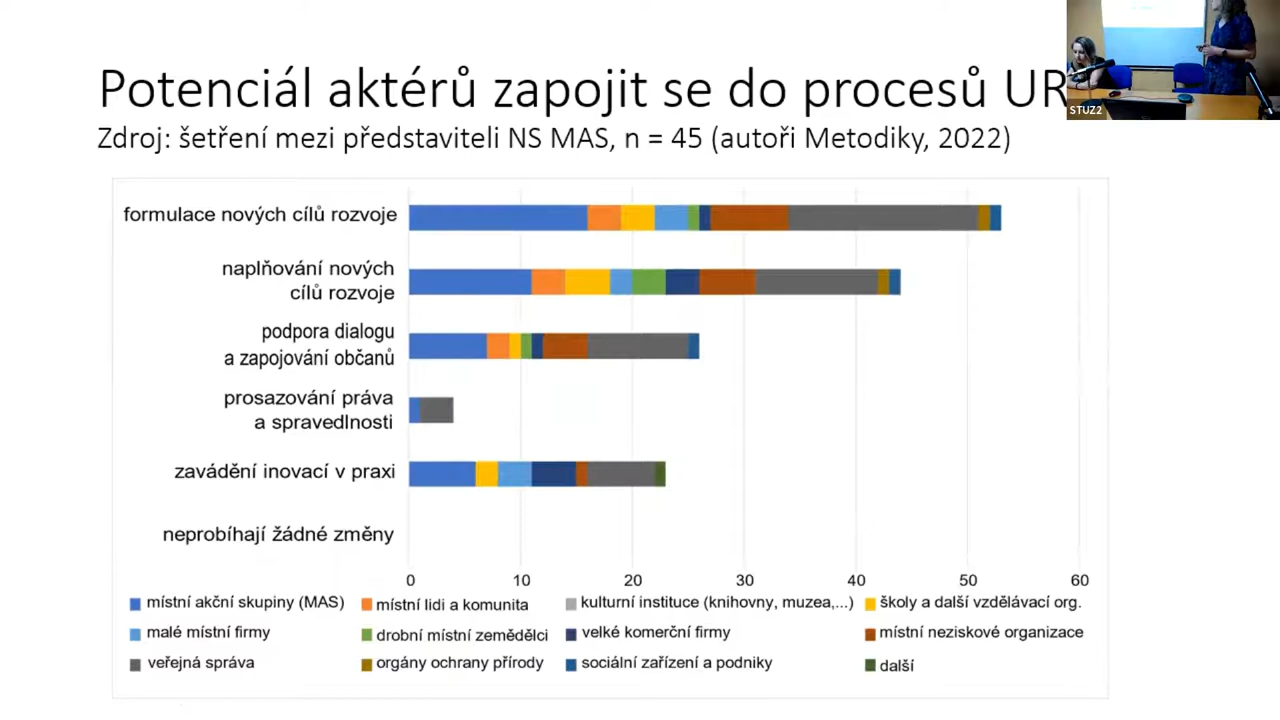 Potenciál aktérů zapojit se do procesů UR
Zdroj: šetření mezi představiteli NS MAS, n = 45 (autoři Metodiky, 2022)
STUZ2
formulace nových cílů rozvoje
naplňování nových
cílů rozvoje
podpora dialogu
a zapojování občanů
prosazování práva
a spravedlnosti
zavádění inovací v praxi
neprobíhají žádné změny
0 10 20 30 40 50 60
místní akční skupiny (MAS) místní lidi a komunita kulturní instituce (knihovny, muzea,...) školy a další vzdělávací org.
malé místní firmy drobní místní zemědělci velké komerční firmy místní neziskové organizace
veřejná správa orgány ochrany přírody sociální zařízení a podniky další